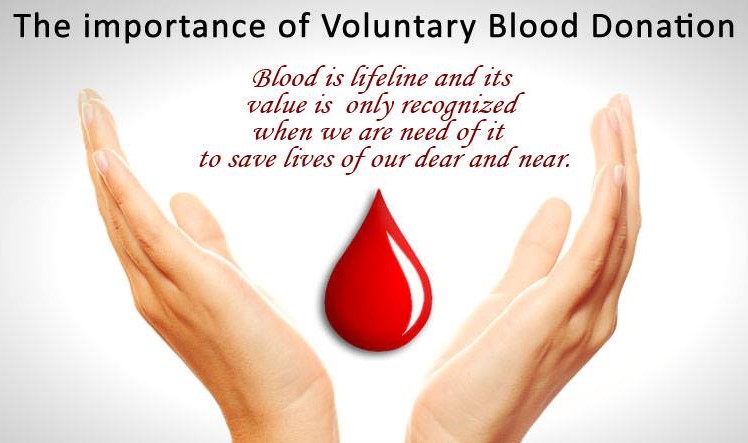 The importance of Voluntary Blood Donation
Blood is lifeline and its
value is only recognized
when we are need of it
to save lives of our dear and near.